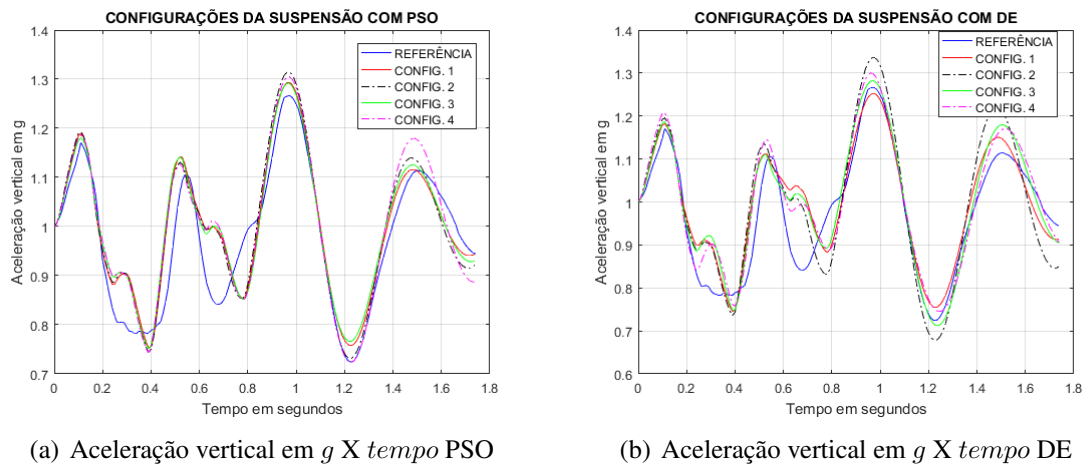 CONFIGURAÇÕES DA SUSPENSÃO COM PSO
1.4
1.3
1.2
1.1
1
0.9
0.8
0.7
Aceleração vertical em g
REFERÊNCIA
CONFIG. 1
CONFIG. 2
CONFIG. 3
CONFIG. 4
0 0.2 0.4 0.6 0.8 1 1.2 1.4 1.6 1.8
Tempo em segundos
(a) Aceleração vertical em g X tempo PSO
CONFIGURAÇÕES DA SUSPENSÃO COM DE
1.4
1.3
1.2
1.1
1
0.9
0.8
0.7
0.6
Aceleração vertical em g
REFERÊNCIA
CONFIG. 1
CONFIG. 2
CONFIG. 3
CONFIG. 4
0 0.2 0.4 0.6 0.8 1 1.2 1.4 1.6 1.8
Tempo em segundos
(b) Aceleração vertical em g X tempo DE